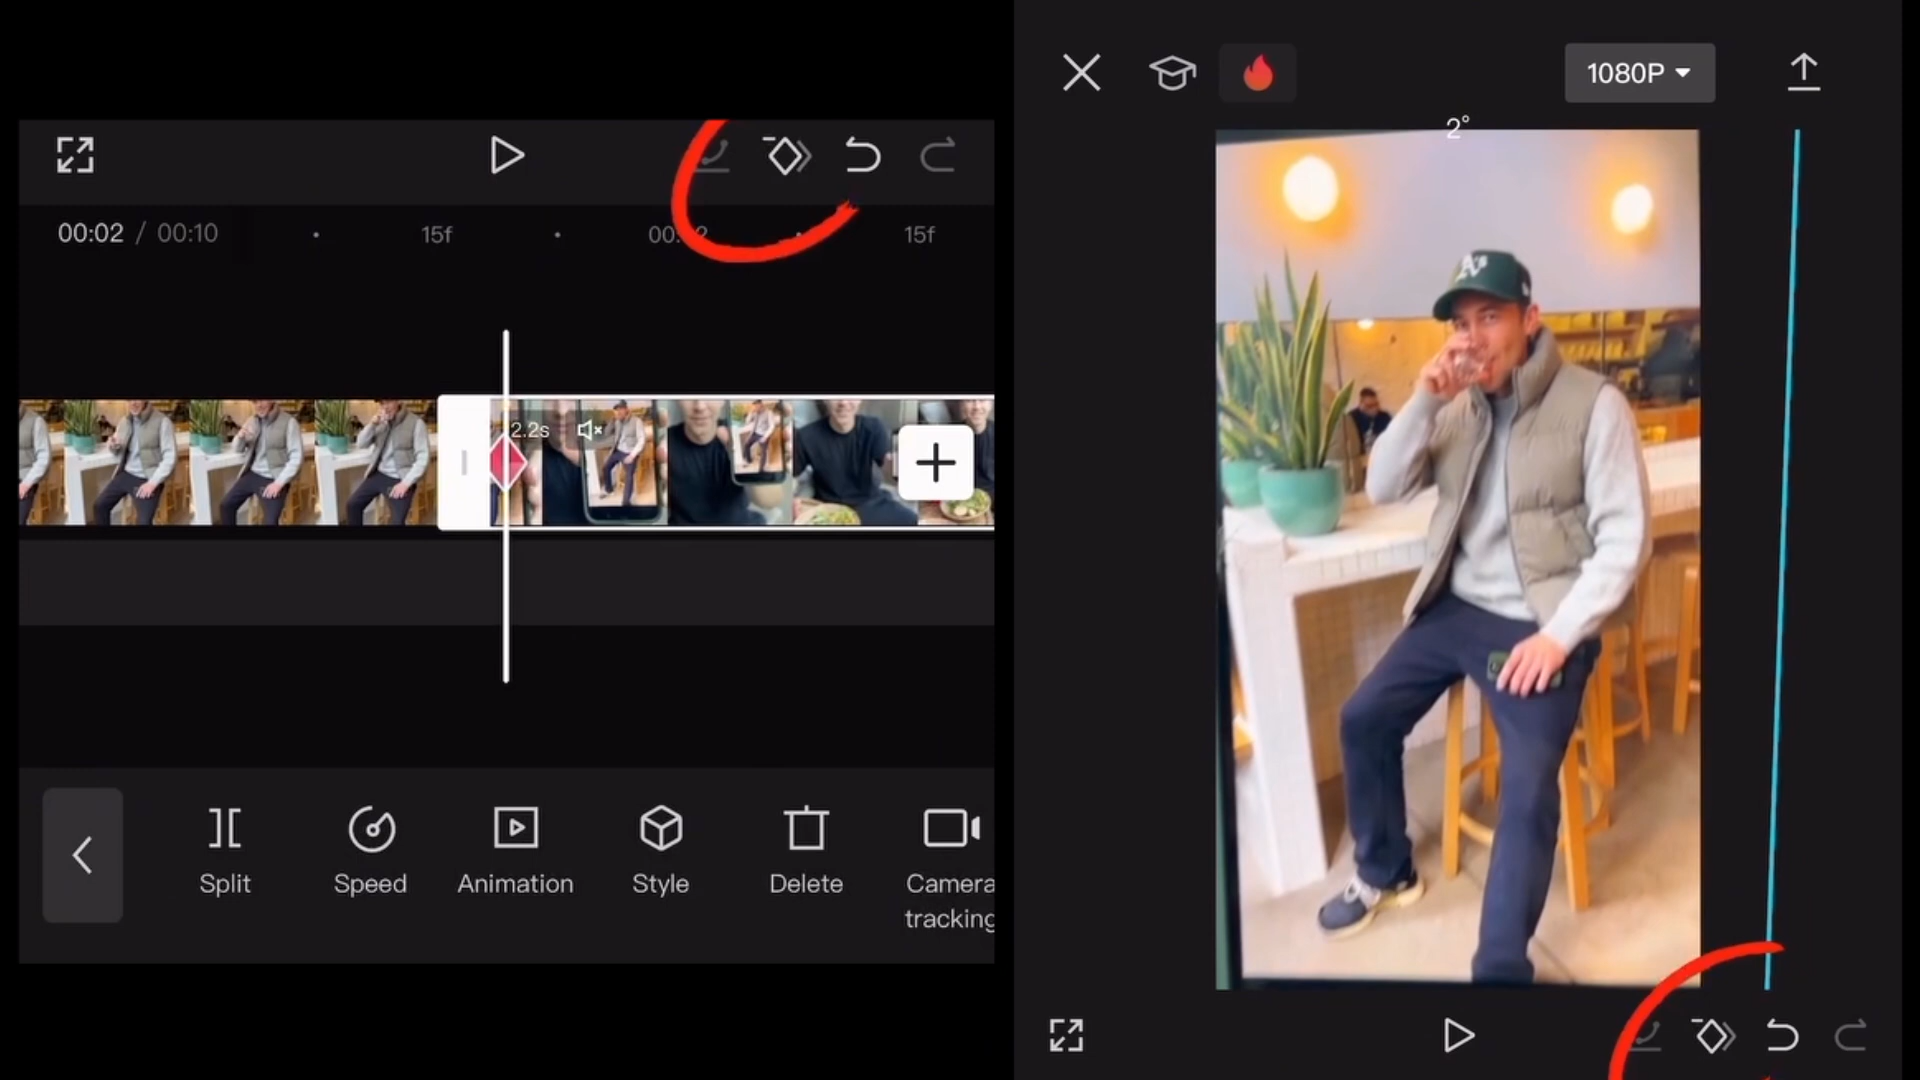 1080P
2°
A's
00:02 / 00:10
15f
15f
2.2s
Split
Speed
Animation
Style
Delete
Camera
tracking